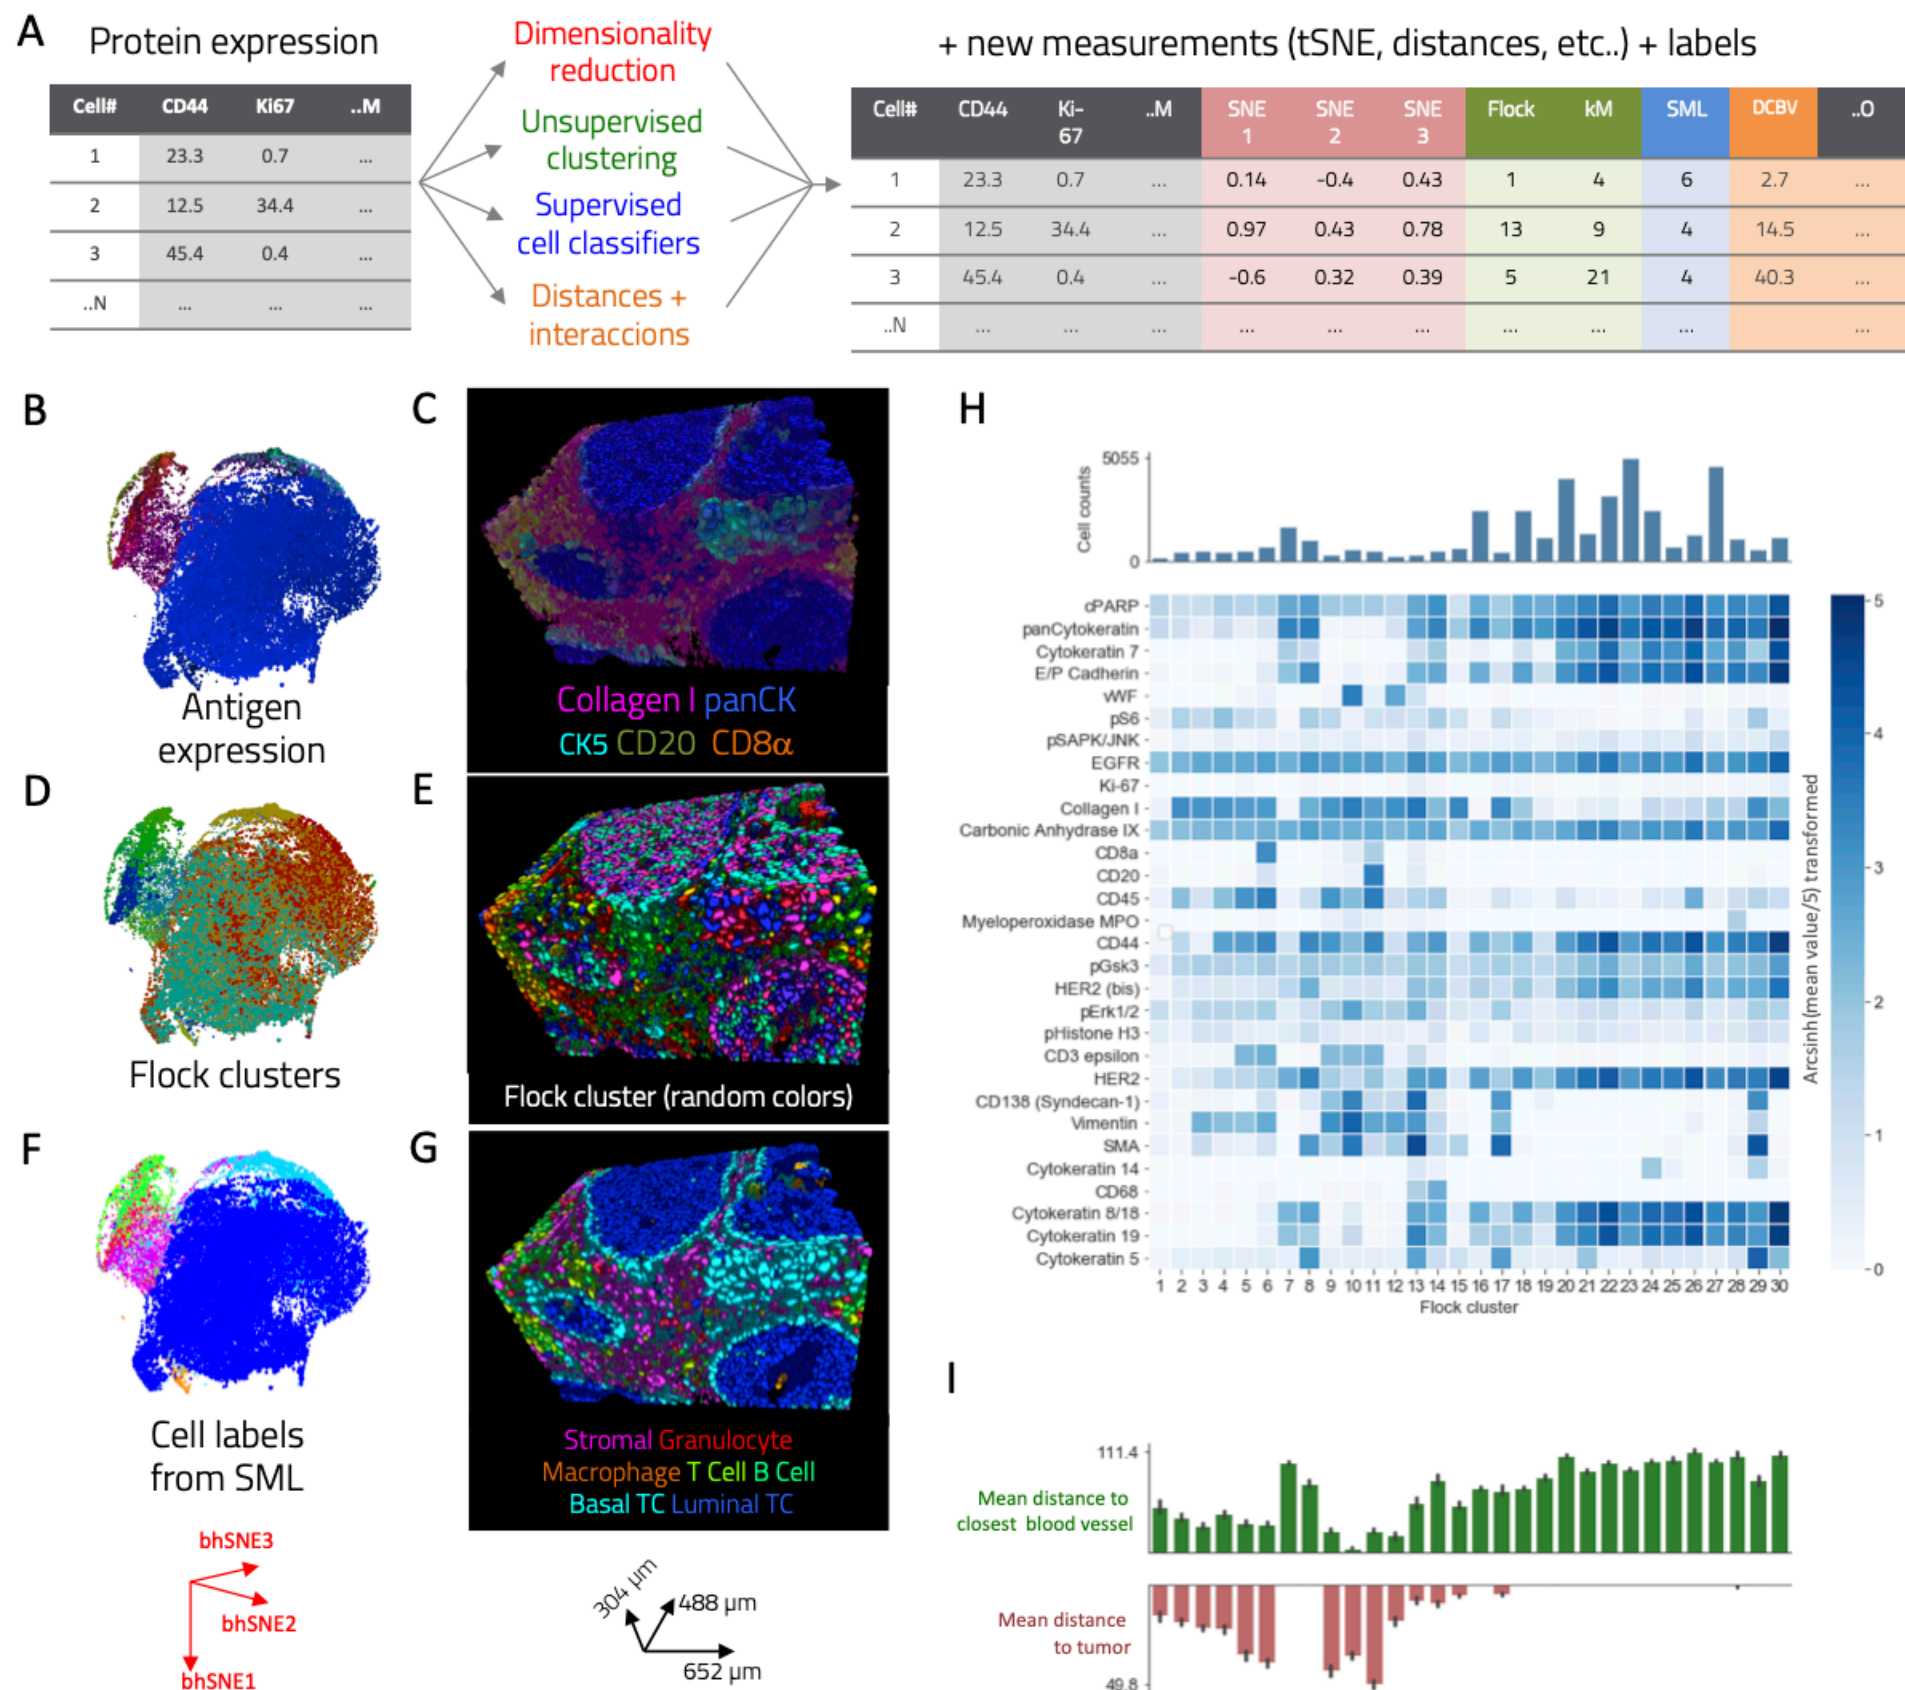 A
Protein expression
Cell# CD44 Ki67 ..M
1 23.3 0.7 ...
2 12.5 34.4 ...
3 45.4 0.4 ...
..N ... ... ...
Dimensionality
reduction
Unsupervised
clustering
Supervised
cell classifiers
Distances +
interaccions
+ new measurements (tSNE, distances, etc..) + labels
Cell# CD44 Ki-67 ..M SNE 1 SNE 2 SNE 3 Flock kM SML DCBV ..O
1 23.3 0.7 ... 0.14 -0.4 0.43 1 4 6 2.7 ...
2 12.5 34.4 ... 0.97 0.43 0.78 13 9 4 14.5 ...
3 45.4 0.4 ... -0.6 0.32 0.39 5 21 4 40.3 ...
..N ... ... ... ... ... ... ... ... ... ...
B
Antigen
expression
C
Collagen I panCK
CK5 CD20 CD8α
D
Flock clusters
E
Flock cluster (random colors)
F
Cell labels
from SML
bhSNE3
bhSNE2
bhSNE1
G
Stromal Granulocyte
Macrophage T Cell B Cell
Basal TC Luminal TC
304 µm
488 µm
652 µm
H
5055
Cell counts
0
cPARP
panCytokeratin
Cytokeratin 7
E/P Cadherin
vWF
pS6
pSAPK/JNK
EGFR
Ki-67
Collagen I
Carbonic Anhydrase IX
CD8a
CD20
CD45
Myeloperoxidase MPO
CD44
pGsk3
HER2 (bis)
pErk1/2
pHistone H3
CD3 epsilon
HER2
CD138 (Syndecan-1)
Vimentin
SMA
Cytokeratin 14
CD68
Cytokeratin 8/18
Cytokeratin 19
Cytokeratin 5
1 2 3 4 5 6 7 8 9 10 11 12 13 14 15 16 17 18 19 20 21 22 23 24 25 26 27 28 29 30
Flock cluster
5
4
3
2
1
0
Arcsinh(mean value/5) transformed
I
111.4
Mean distance to
closest blood vessel
Mean distance
to tumor
49.8